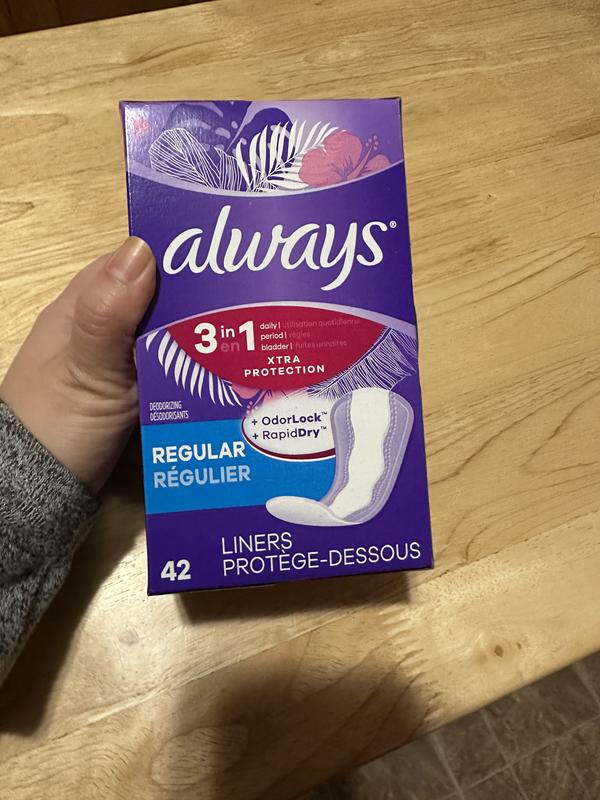 always®
3 in 1
en
daily | utilisation quotidienne
period | règles
bladder | fuites urinaires
XTRA
PROTECTION
DEODORIZING
DÉSODORISANTS
+ OdorLock™
+ RapidDry™
REGULAR
RÉGULIER
42
LINERS
PROTÈGE-DESSOUS